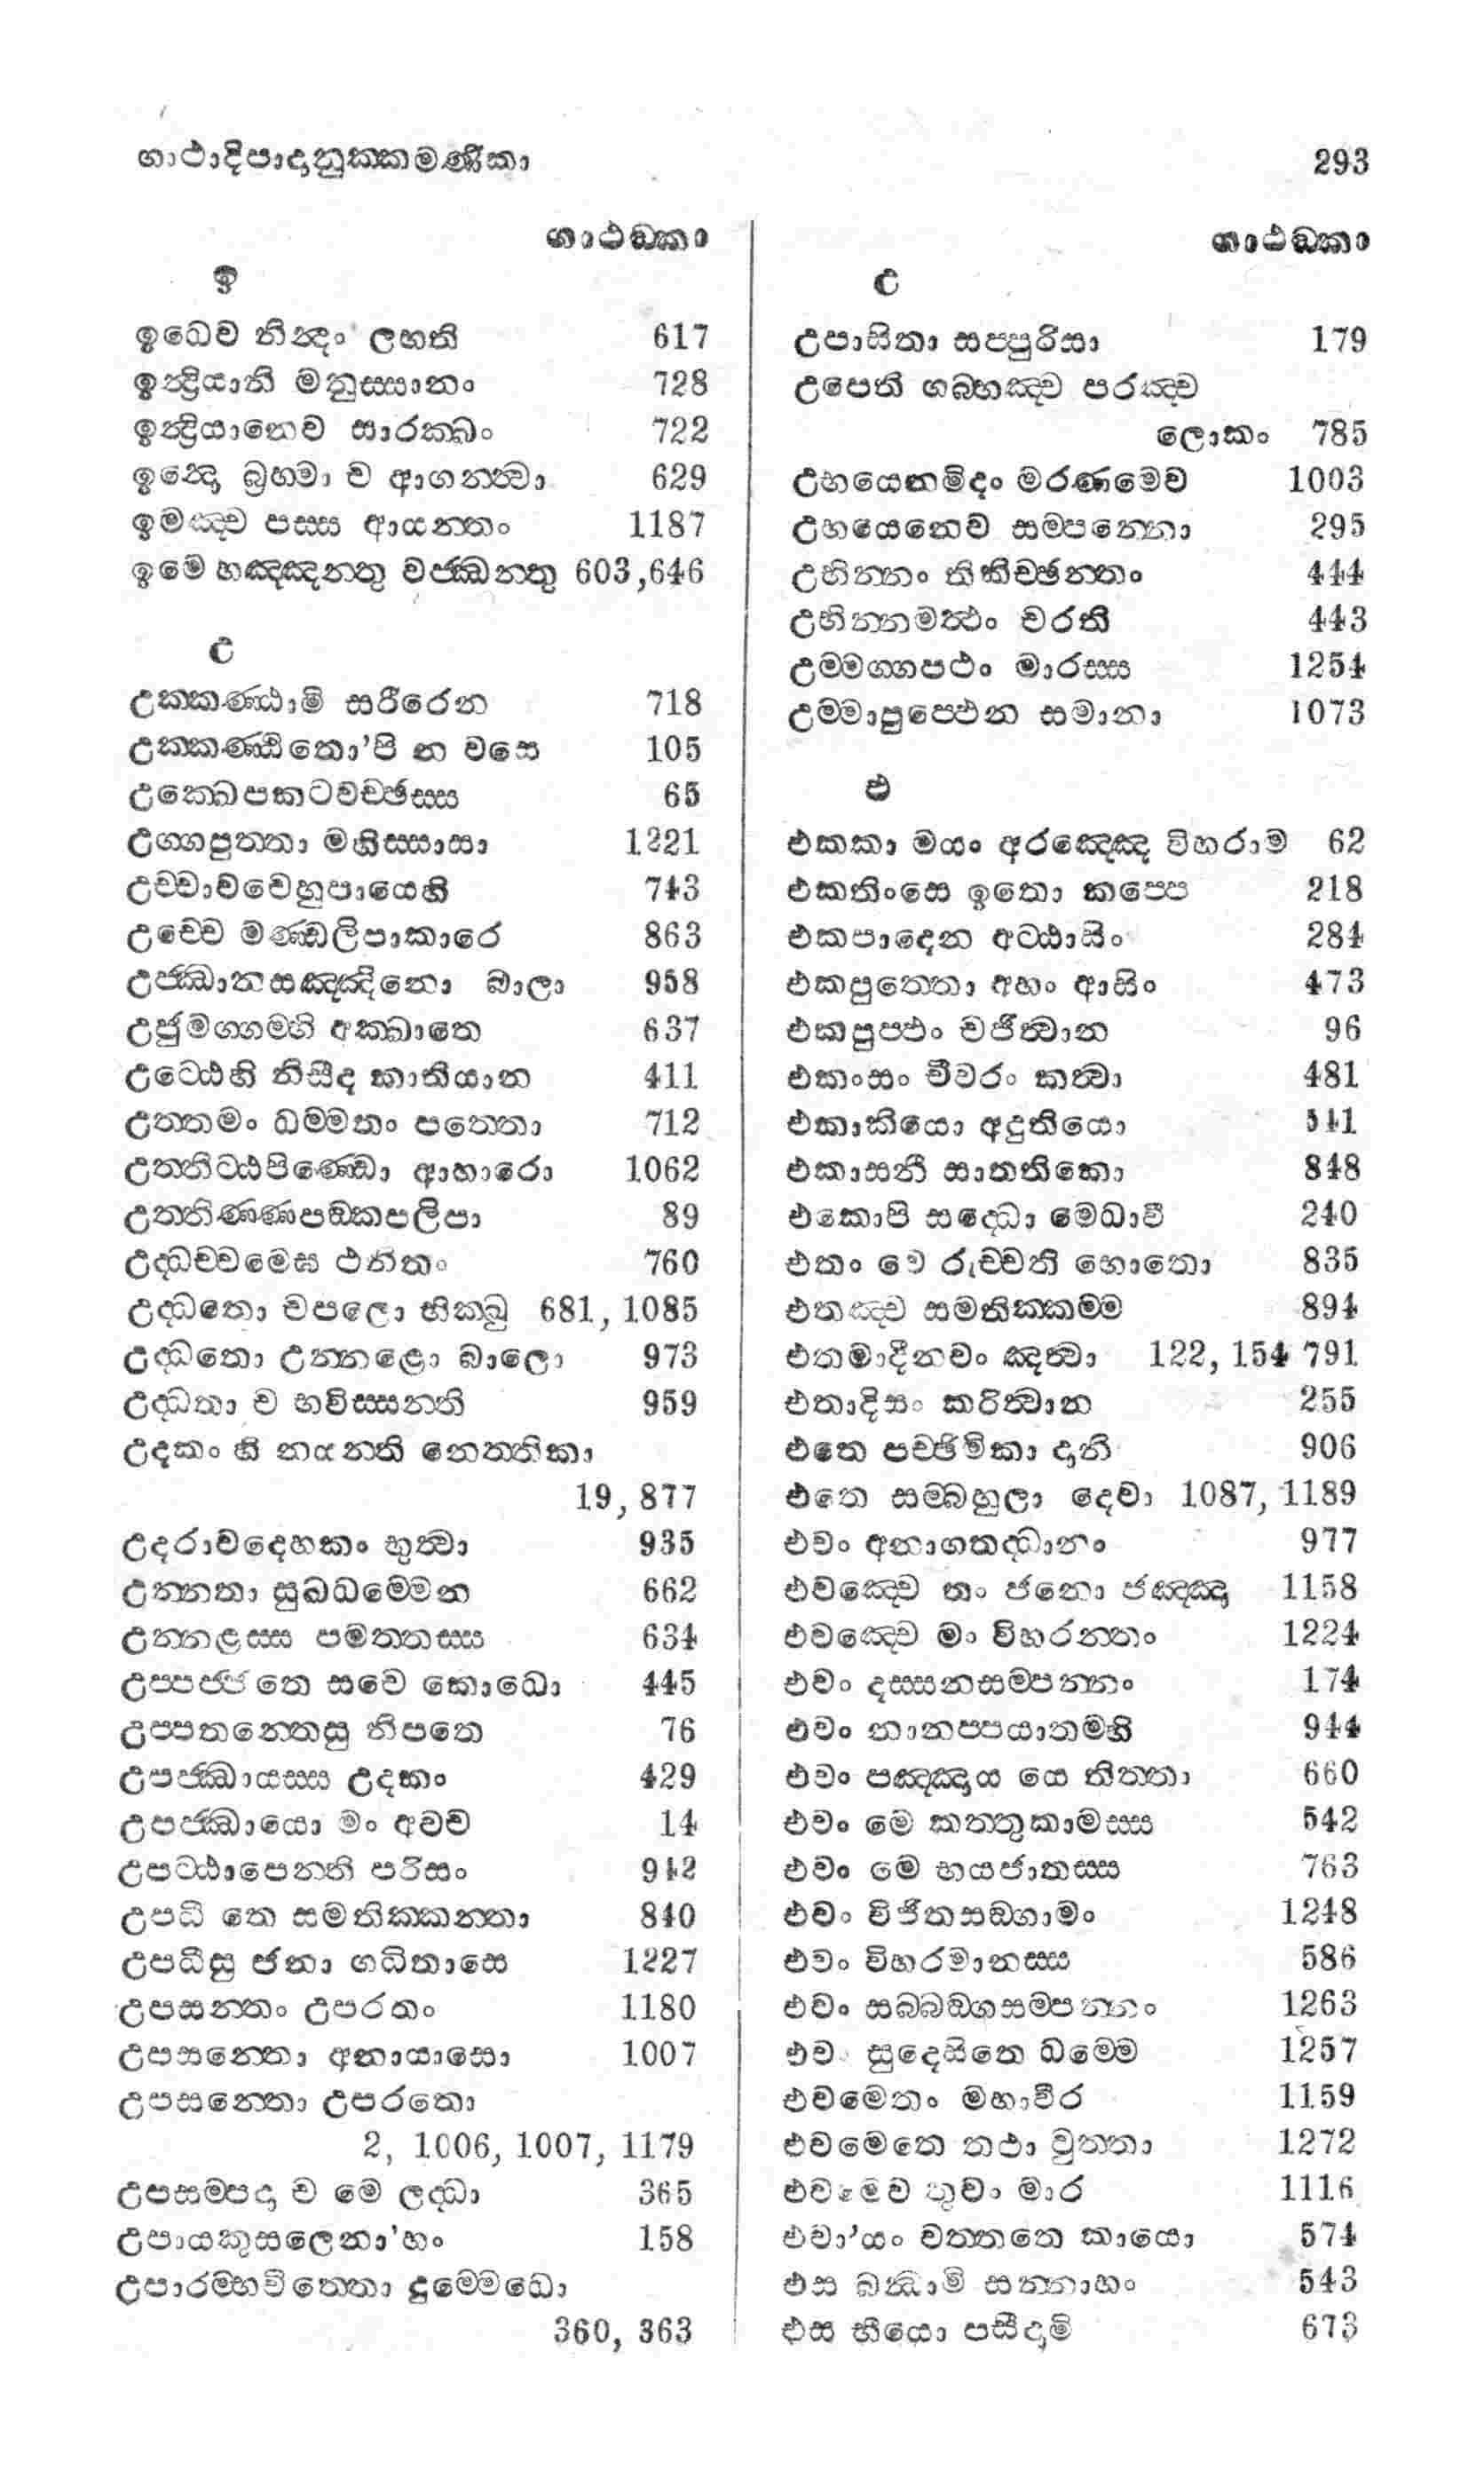 ගාථාදිපාදානුක්කමණිකා 293
ගාථඞ්කා
ඉ
ඉධෙව නින්දං ලභති 617
ඉන්ද්‍රියානි මනුස්සානං 728
ඉන්ද්‍රියානෙව සාරක්ඛං 722
ඉන්දො බ්‍රහ්මා ච ආගන්ත්වා 629
ඉමඤ්ච පස්ස ආයන්තං 1187
ඉමෙ හඤ්ඤන්තු වජ්ඣන්තු 603,646
උ
උක්කණ්ඨාමි සරීරෙන 718
උක්කණ්ඨිතො'පි න වසෙ 105
උක්ඛෙපකටවච්ඡස්ස 65
උග්ගපුත්තා මහිස්සාසා 1221
උච්චාවචෙහුපායෙහි 743
උච්චෙ මණ්ඩලිපාකාරෙ 863
උජ්ඣානසඤ්ඤිනො බාලා 958
උජුමග්ගම්හි අක්ඛාතෙ 637
උට්ඨෙහි නිසීද කාතියාන 411
උත්තමං ධම්මතං පත්තො 712
උත්තිට්ඨපිණ්ඩො ආහාරො 1062
උත්තිණ්ණපඞ්කපලිපා 89
උද්ධච්චමෙඝ ථනිතං 760
උද්ධතො චපලො භික්ඛු 681, 1085
උද්ධතො උන්නළො බාලො 973
උද්ධතා ච භවිස්සන්ති 959
උදකං හි නයන්ති නෙත්තිකා
19, 877
උදරාවදෙහකං භුත්වා 935
උන්නතා සුඛධම්මෙන 662
උන්නළස්ස පමත්තස්ස 634
උප්පජ්ජතෙ සචෙ කොධො 445
උප්පතන්තෙසු නිපතෙ 76
උපජ්ඣායස්ස උදකං 429
උපජ්ඣායො මං අවච 14
උපට්ඨාපෙන්ති පරිසං 942
උපධි තෙ සමතික්කන්තා 840
උපධීසු ජනා ගධිතාසෙ 1227
උපසන්තං උපරතං 1180
උපසන්තො අනායාසො 1007
උපසන්තො උපරතො
2, 1006, 1007, 1179
උපසම්පදා ච මෙ ලද්ධා 365
උපායකුසලෙනා'හං 158
උපාරම්භචිත්තො දුම්මෙධො
360, 363
ගාථඞ්කා
උ
උපාසිතා සප්පුරිසා 179
උපෙති ගබ්භඤ්ච පරඤ්ච
ලොකං 785
උභයෙනමිදං මරණමෙව 1003
උභයෙනෙව සම්පන්නො 295
උභින්නං තිකිච්ඡන්තං 444
උභින්නමත්ථං චරති 443
උම්මග්ගපථං මාරස්ස 1254
උම්මාපුප්ඵෙන සමානා 1073
එ
එකකා මයං අරඤ්ඤෙ විහරාම 62
එකතිංසෙ ඉතො කප්පෙ 218
එකපාදෙන අට්ඨාසිං 284
එකපුත්තො අහං ආසිං 473
එකපුප්ඵං චජිත්වාන 96
එකංසං චීවරං කත්වා 481
එකාකියො අදුතියො 541
එකාසනී සාතතිකො 848
එකොපි සද්ධො මෙධාවී 240
එතං වෙ රුච්චති භොතො 835
එතඤ්ච සමතික්කම්ම 894
එතමාදීනවං ඤත්වා 122, 154 791
එතාදිසං කරිත්වාන 255
එතෙ පච්ඡිමිකා දානි 906
එතෙ සම්බහුලා දෙවා 1087, 1189
එවං අනාගතද්ධානං 977
එවඤ්චෙ තං ජනො ජඤ්ඤා 1158
එවඤ්චෙ මා විහරන්තං 1224
එවං දස්සනසම්පන්නං 174
එවං නානප්පයාතම්හි 944
එවං පඤ්ඤාය යෙ තිත්තා 660
එවං මෙ කත්තුකාමස්ස 542
එවං මෙ භයජාතස්ස 763
එවං විජිතසඞ්ගාමං 1248
එවං විහරමානස්ස 586
එවං සබ්බඞ්ගසම්පන්නං 1263
එවං සුදෙසිතෙ ධම්මෙ 1257
එවමෙතං මහාවීර 1159
එවමෙතෙ තථා වුත්තා 1272
එවමෙව තුවං මාර 1116
එවා'යං වත්තතෙ කායො 574
එස බන්ධාමි සන්නාහං 543
එස භීයො පසීදාමි 673